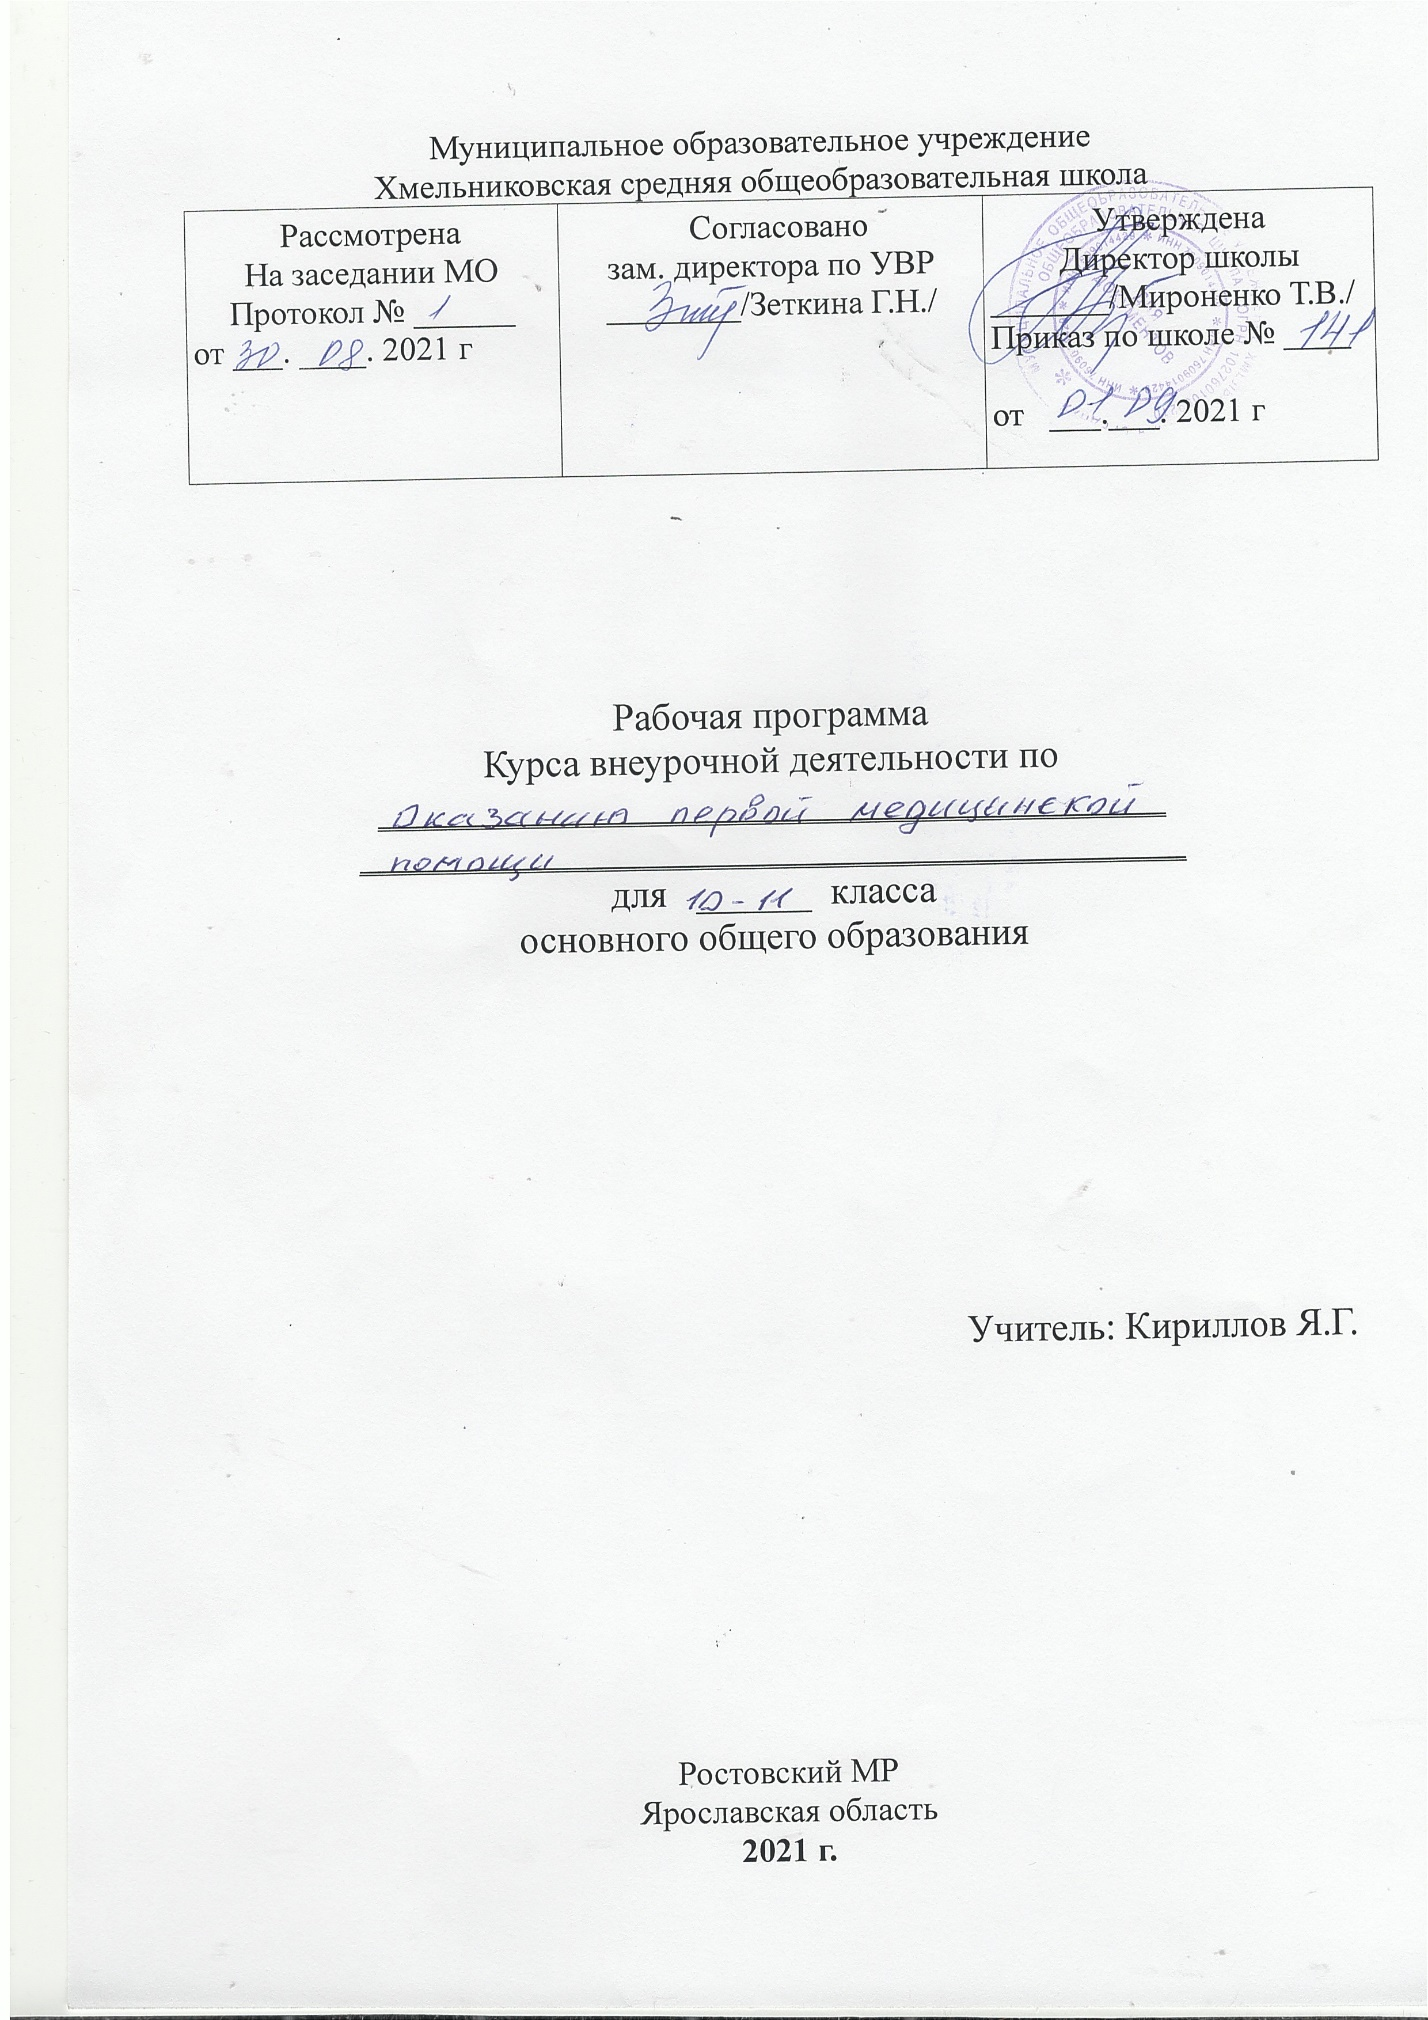 Муниципальное образовательное учреждение
Хмельниковская средняя общеобразовательная школа
Рассмотрена
На заседании МО
Протокол № 1
от 30. 08. 2021 г
Согласовано
зам. директора по УВР
/Зеткина Г.Н./
Утверждена
Директор школы
/Мироненко Т.В./
Приказ по школе № 141
от 01.09. 2021 г
Рабочая программа
Курса внеурочной деятельности по
Оказанию первой медицинской
помощи
для 10-11 класса
основного общего образования
Учитель: Кириллов Я.Г.
Ростовский МР
Ярославская область
2021 г.